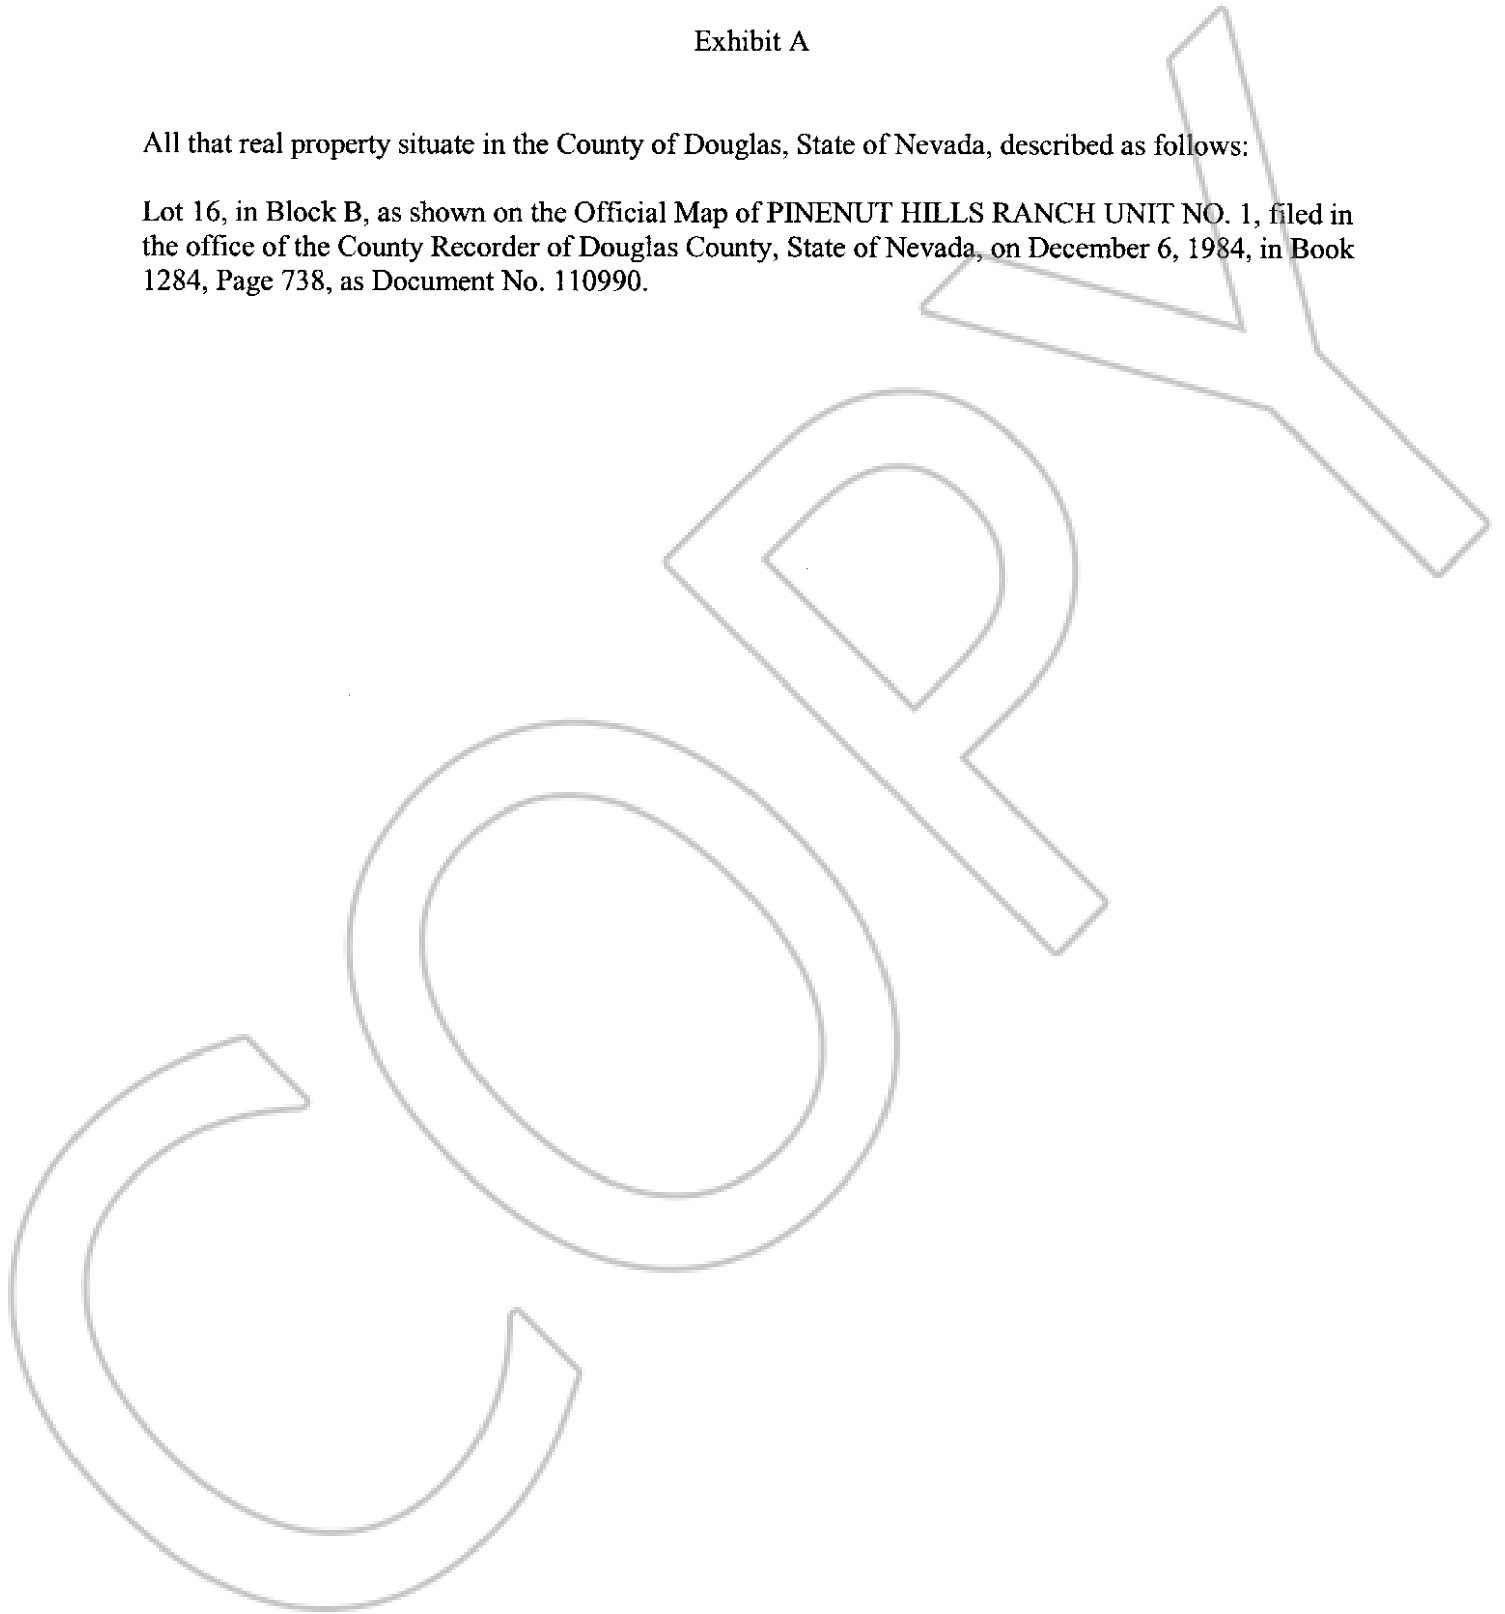 Exhibit A
All that real property situate in the County of Douglas, State of Nevada, described as follows:
Lot 16, in Block B, as shown on the Official Map of PINENUT HILLS RANCH UNIT NO. 1, filed in
the office of the County Recorder of Douglas County, State of Nevada, on December 6, 1984, in Book
1284, Page 738, as Document No. 110990.
COPY